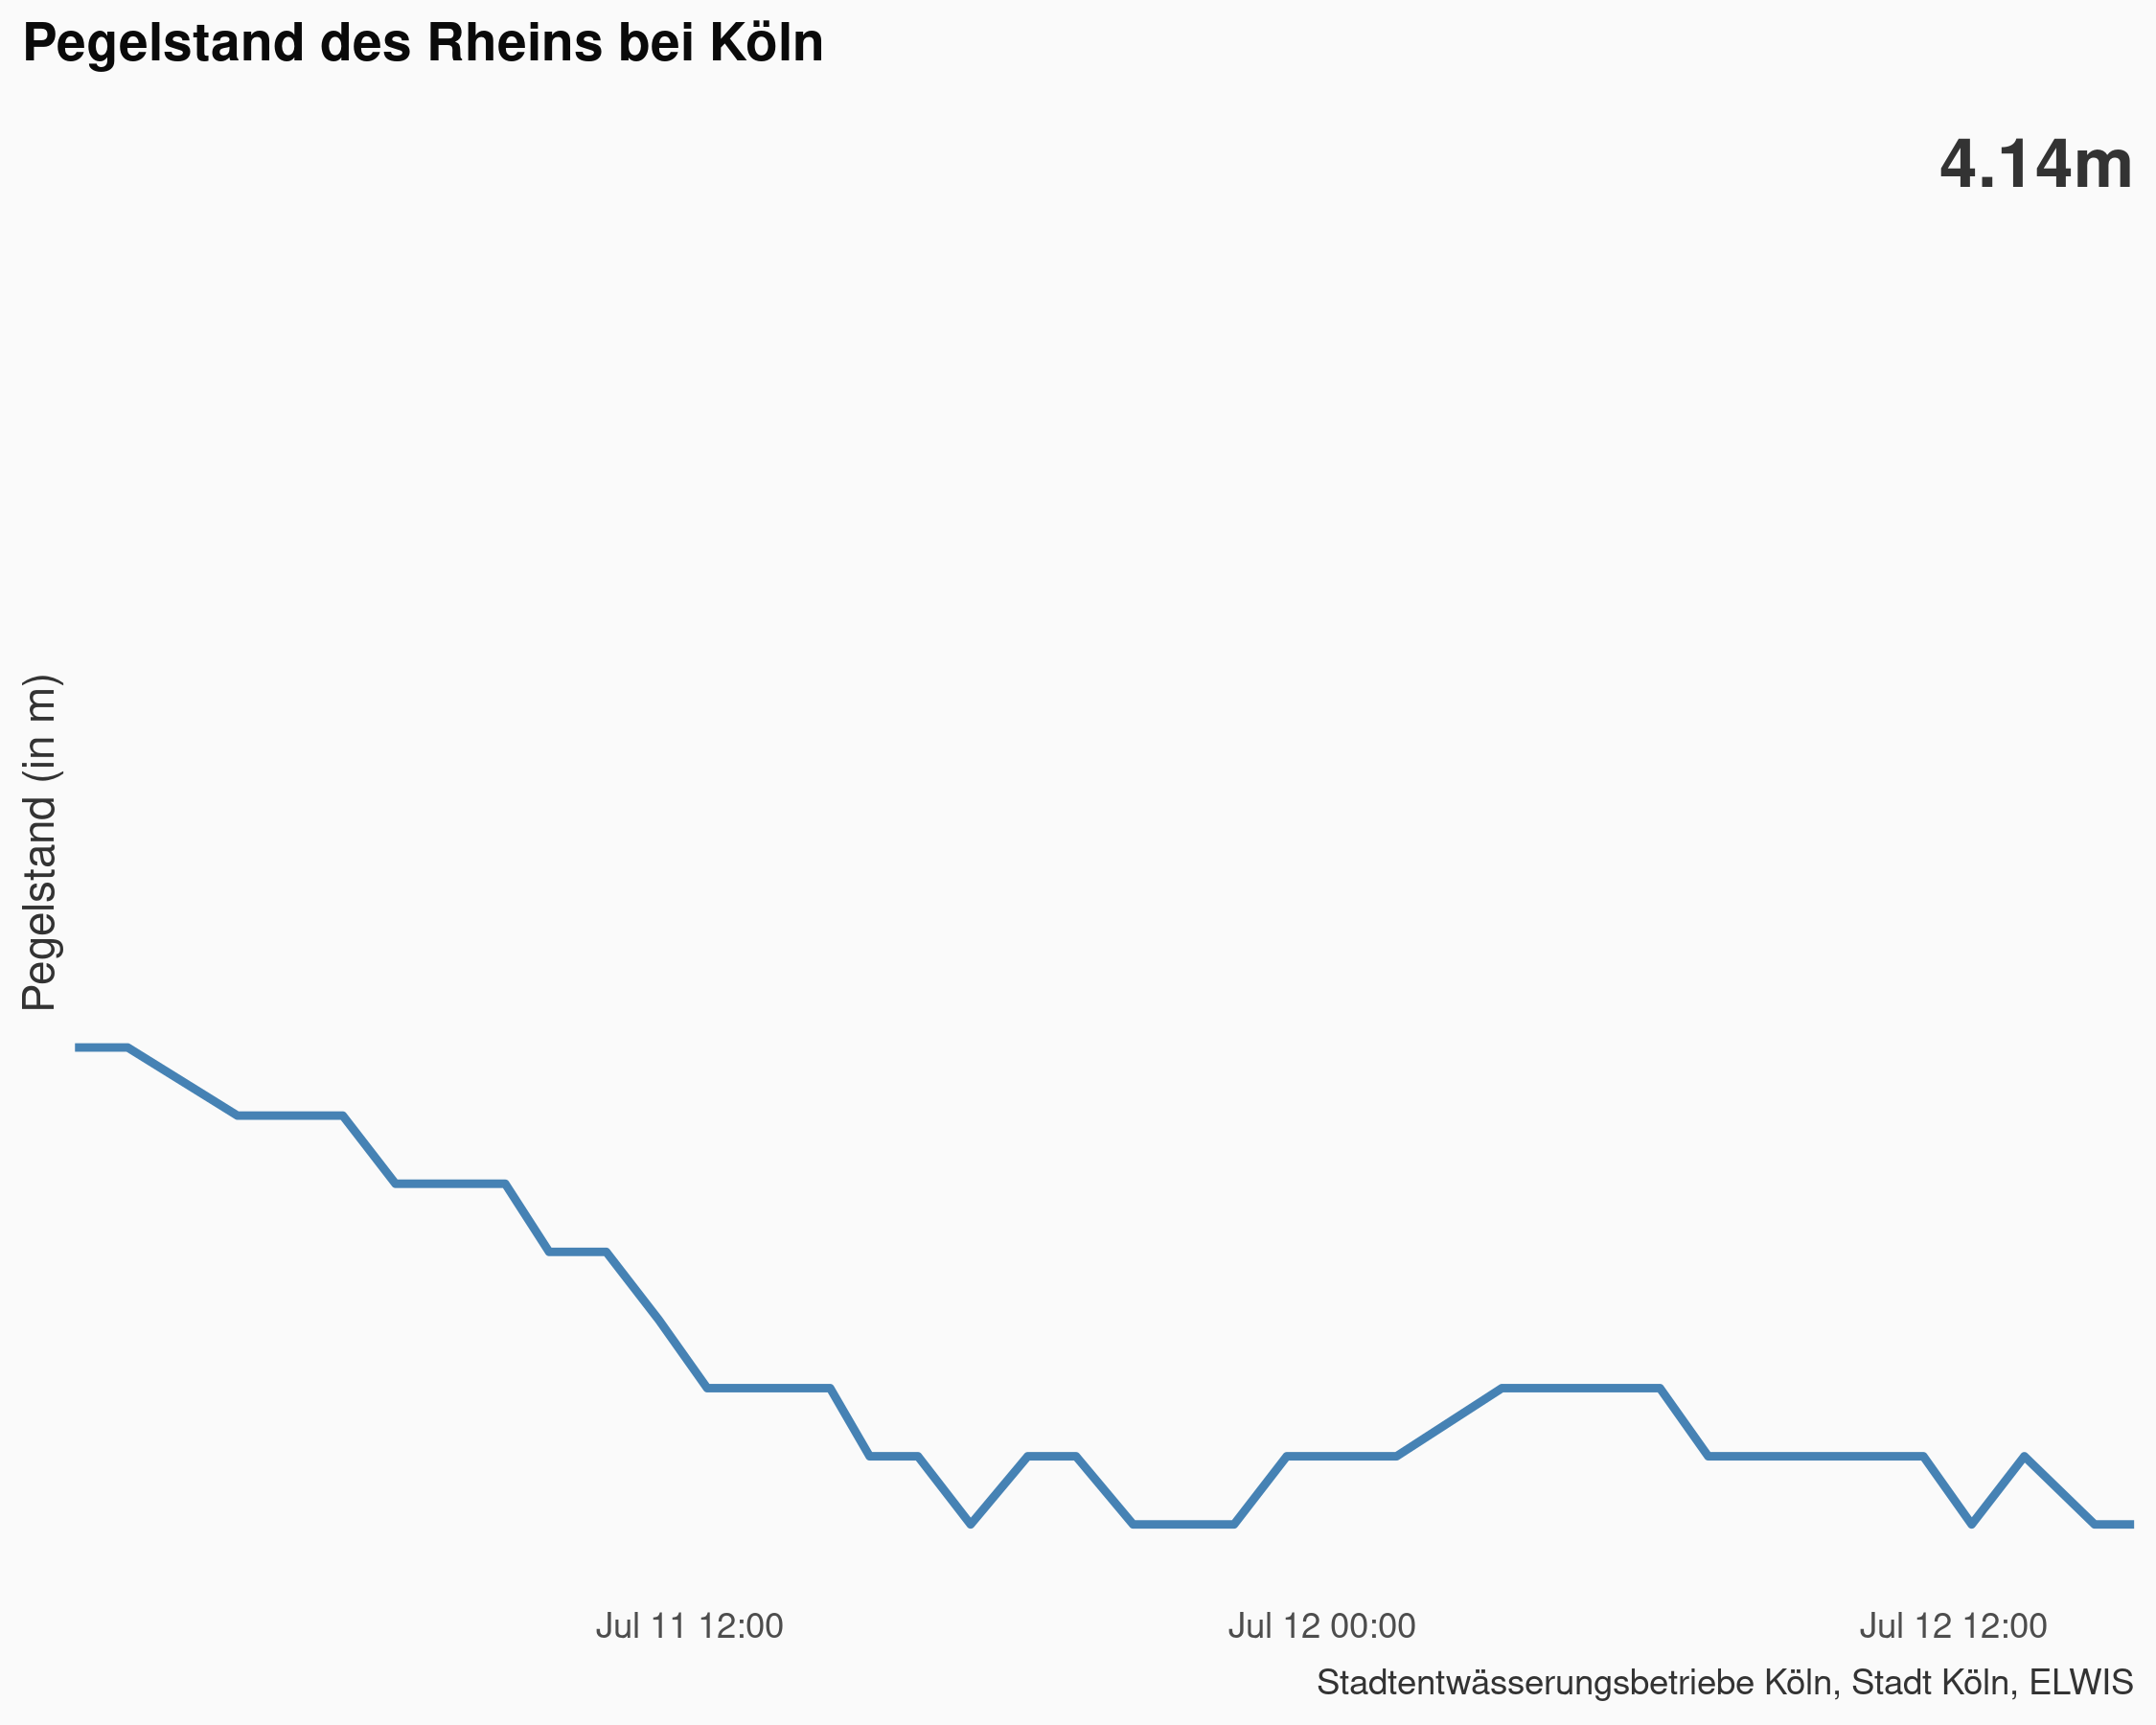 Pegelstand des Rheins bei Köln
4.14m
Pegelstand (in m)
Jul 11 12:00
Jul 12 00:00
Jul 12 12:00
Stadtentwässerungsbetriebe Köln, Stadt Köln, ELWIS